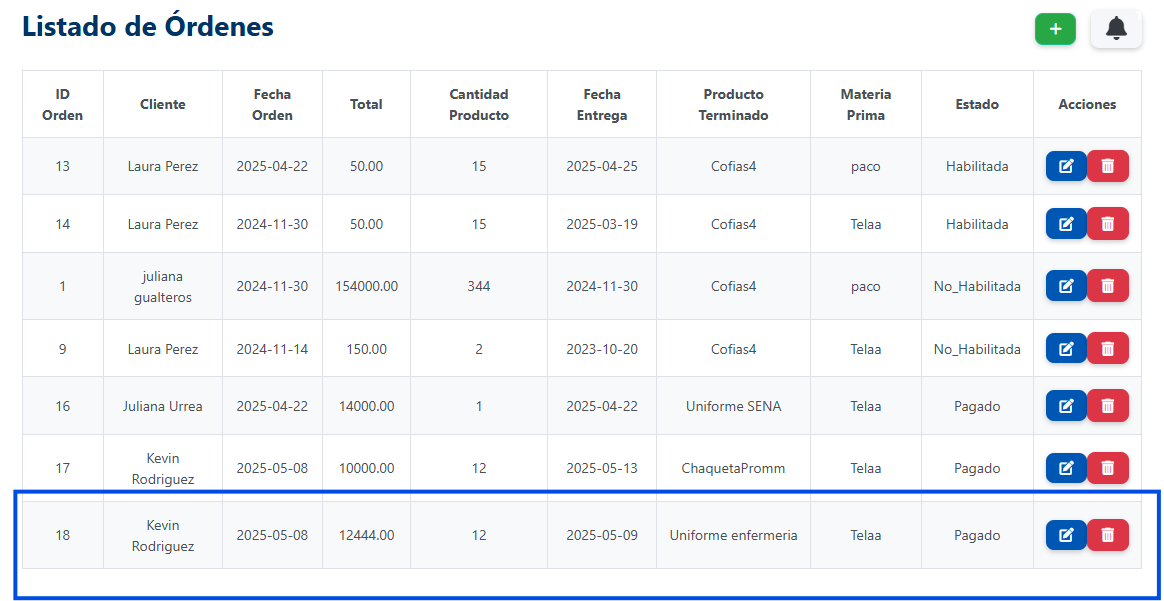 Listado de Órdenes
+
ID Orden Cliente Fecha Orden Total Cantidad Producto Fecha Entrega Producto Terminado Materia Prima Estado Acciones
13 Laura Perez 2025-04-22 50.00 15 2025-04-25 Cofias4 paco Habilitada
14 Laura Perez 2024-11-30 50.00 15 2025-03-19 Cofias4 Telaa Habilitada
1 juliana gualteros 2024-11-30 154000.00 344 2024-11-30 Cofias4 paco No_Habilitada
9 Laura Perez 2024-11-14 150.00 2 2023-10-20 Cofias4 Telaa No_Habilitada
16 Juliana Urrea 2025-04-22 14000.00 1 2025-04-22 Uniforme SENA Telaa Pagado
17 Kevin Rodriguez 2025-05-08 10000.00 12 2025-05-13 ChaquetaPromm Telaa Pagado
18 Kevin Rodriguez 2025-05-08 12444.00 12 2025-05-09 Uniforme enfermeria Telaa Pagado